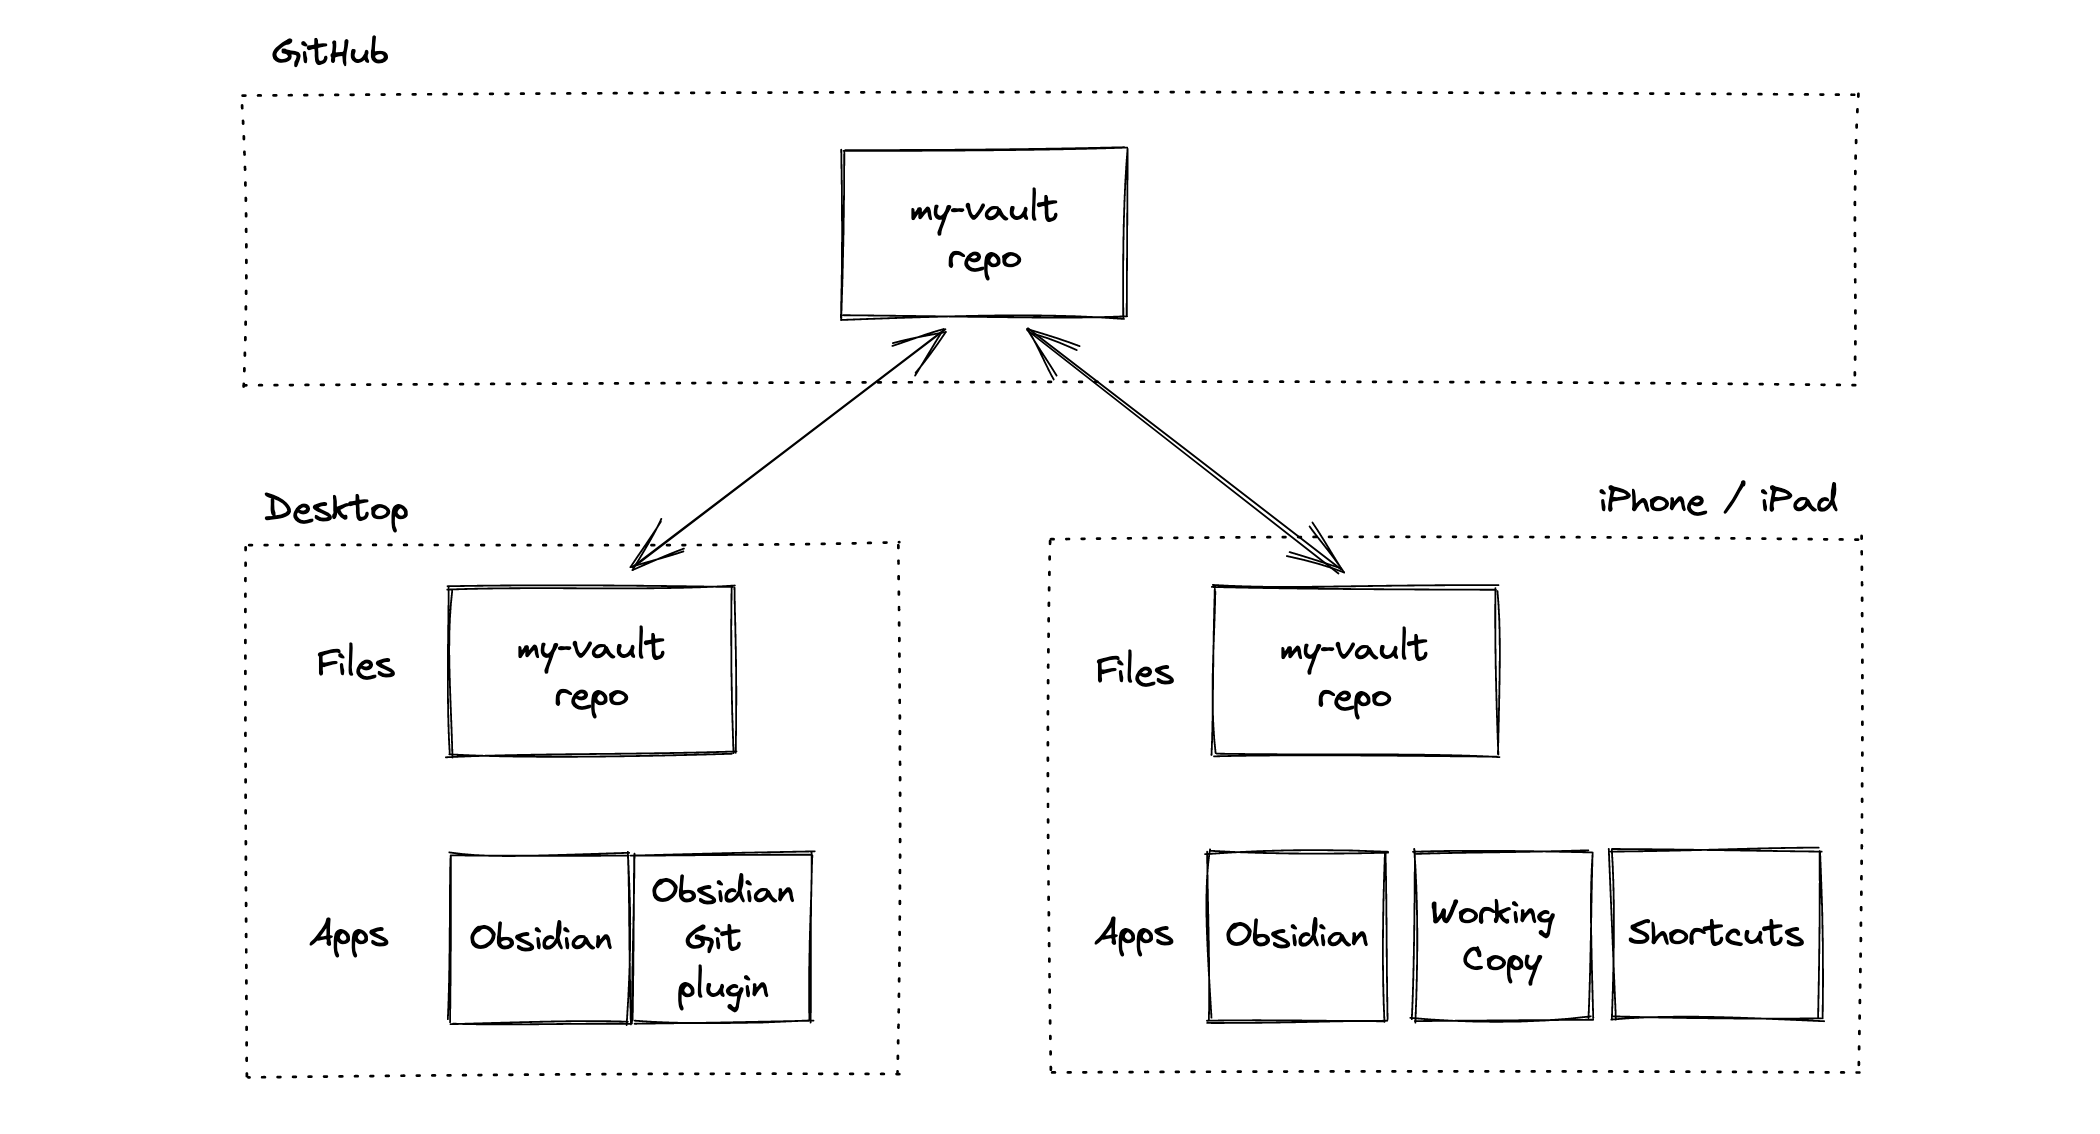 GitHub
my-vault
repo
Desktop
iPhone / iPad
Files
my-vault
repo
Files
my-vault
repo
Apps
Obsidian
Obsidian
Git
plugin
Apps
Obsidian
Working
Copy
Shortcuts